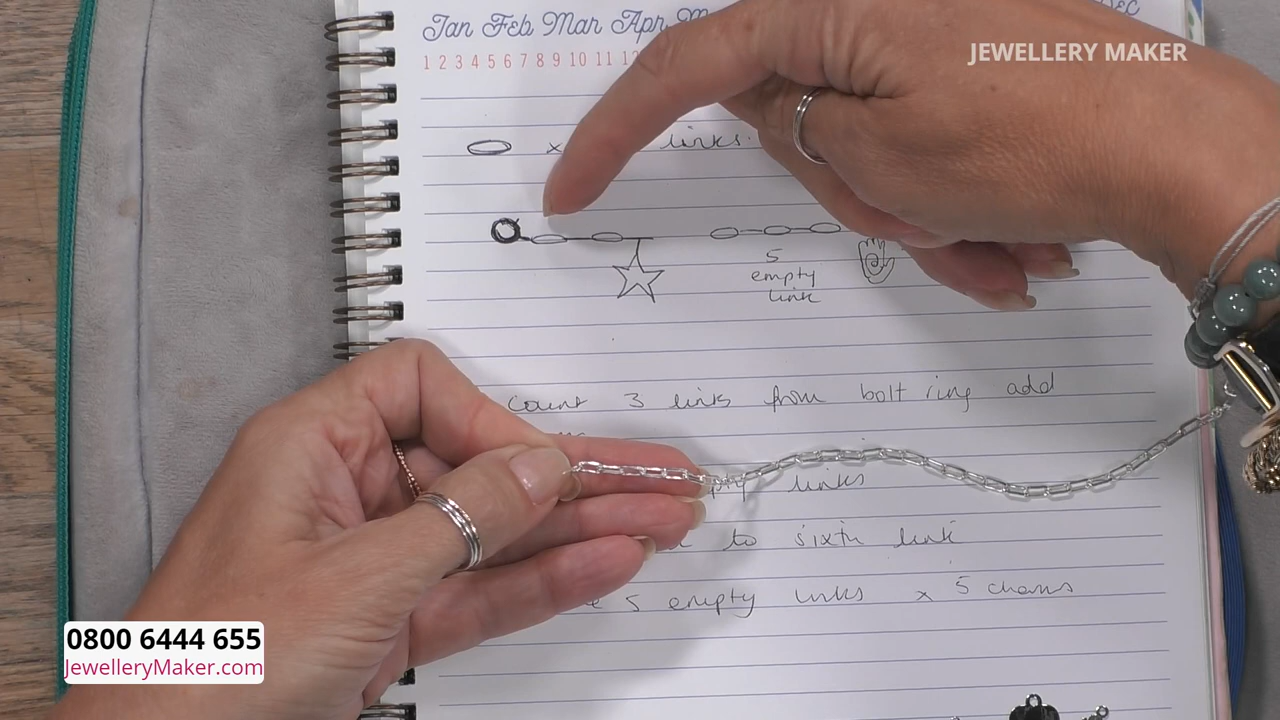 Jan Feb Mar Apr
Dec
1 2 3 4 5 6 7 8 9 10 11
JEWELLERY MAKER
x links.
5
empty
link
count 3 links from bolt ring add
links
to sixth link
5 empty links x 5 charms
0800 6444 655
JewelleryMaker.com